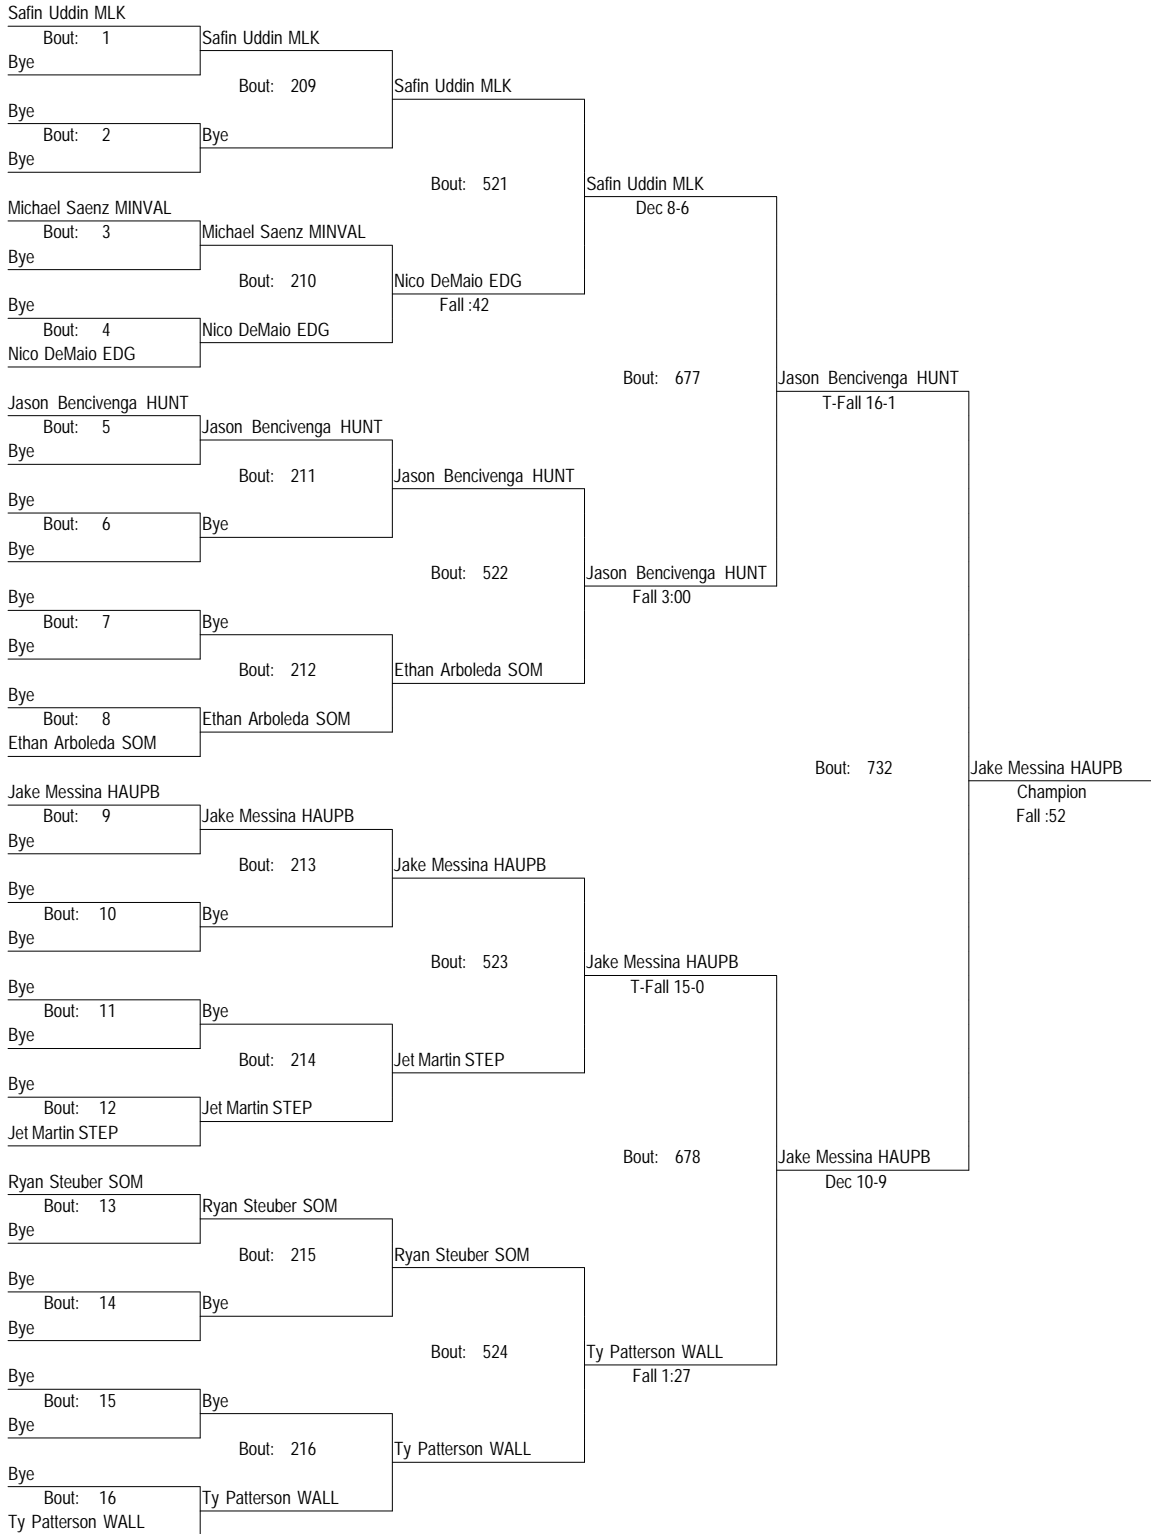 Safin Uddin MLK
Bout: 1
Safin Uddin MLK
Bye
Bout: 209
Safin Uddin MLK
Bye
Bout: 2
Bye
Bye
Bout: 521
Safin Uddin MLK
Dec 8-6
Michael Saenz MINVAL
Bout: 3
Michael Saenz MINVAL
Bye
Bout: 210
Nico DeMaio EDG
Fall :42
Bye
Bout: 4
Nico DeMaio EDG
Nico DeMaio EDG
Bout: 677
Jason Bencivenga HUNT
T-Fall 16-1
Jason Bencivenga HUNT
Bout: 5
Jason Bencivenga HUNT
Bye
Bout: 211
Jason Bencivenga HUNT
Bye
Bout: 6
Bye
Bye
Bout: 522
Jason Bencivenga HUNT
Fall 3:00
Bye
Bout: 7
Bye
Bye
Bout: 212
Ethan Arboleda SOM
Bye
Bout: 8
Ethan Arboleda SOM
Ethan Arboleda SOM
Bout: 732
Jake Messina HAUPB
Champion
Fall :52
Jake Messina HAUPB
Bout: 9
Jake Messina HAUPB
Bye
Bout: 213
Jake Messina HAUPB
Bye
Bout: 10
Bye
Bye
Bout: 523
Jake Messina HAUPB
T-Fall 15-0
Bye
Bout: 11
Bye
Bye
Bout: 214
Jet Martin STEP
Bye
Bout: 12
Jet Martin STEP
Jet Martin STEP
Bout: 678
Jake Messina HAUPB
Dec 10-9
Ryan Steuber SOM
Bout: 13
Ryan Steuber SOM
Bye
Bout: 215
Ryan Steuber SOM
Bye
Bout: 14
Bye
Bye
Bout: 524
Ty Patterson WALL
Fall 1:27
Bye
Bout: 15
Bye
Bye
Bout: 216
Ty Patterson WALL
Bye
Bout: 16
Ty Patterson WALL
Ty Patterson WALL